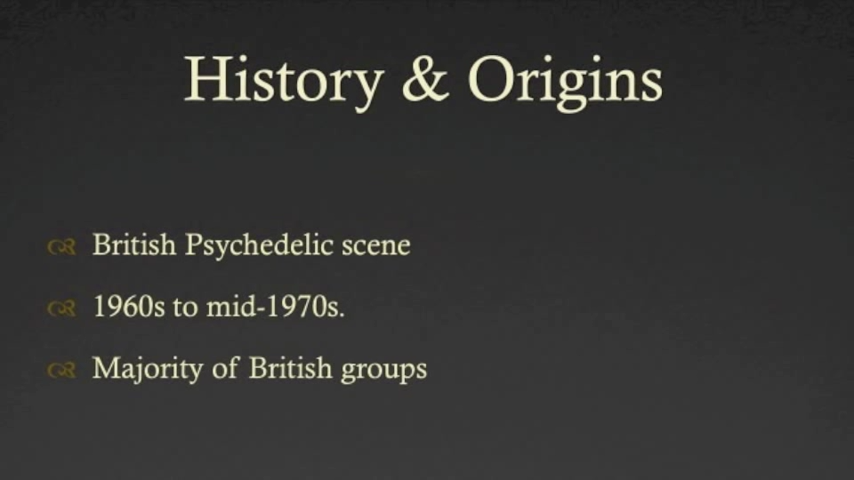 History & Origins
British Psychedelic scene
1960s to mid-1970s.
Majority of British groups